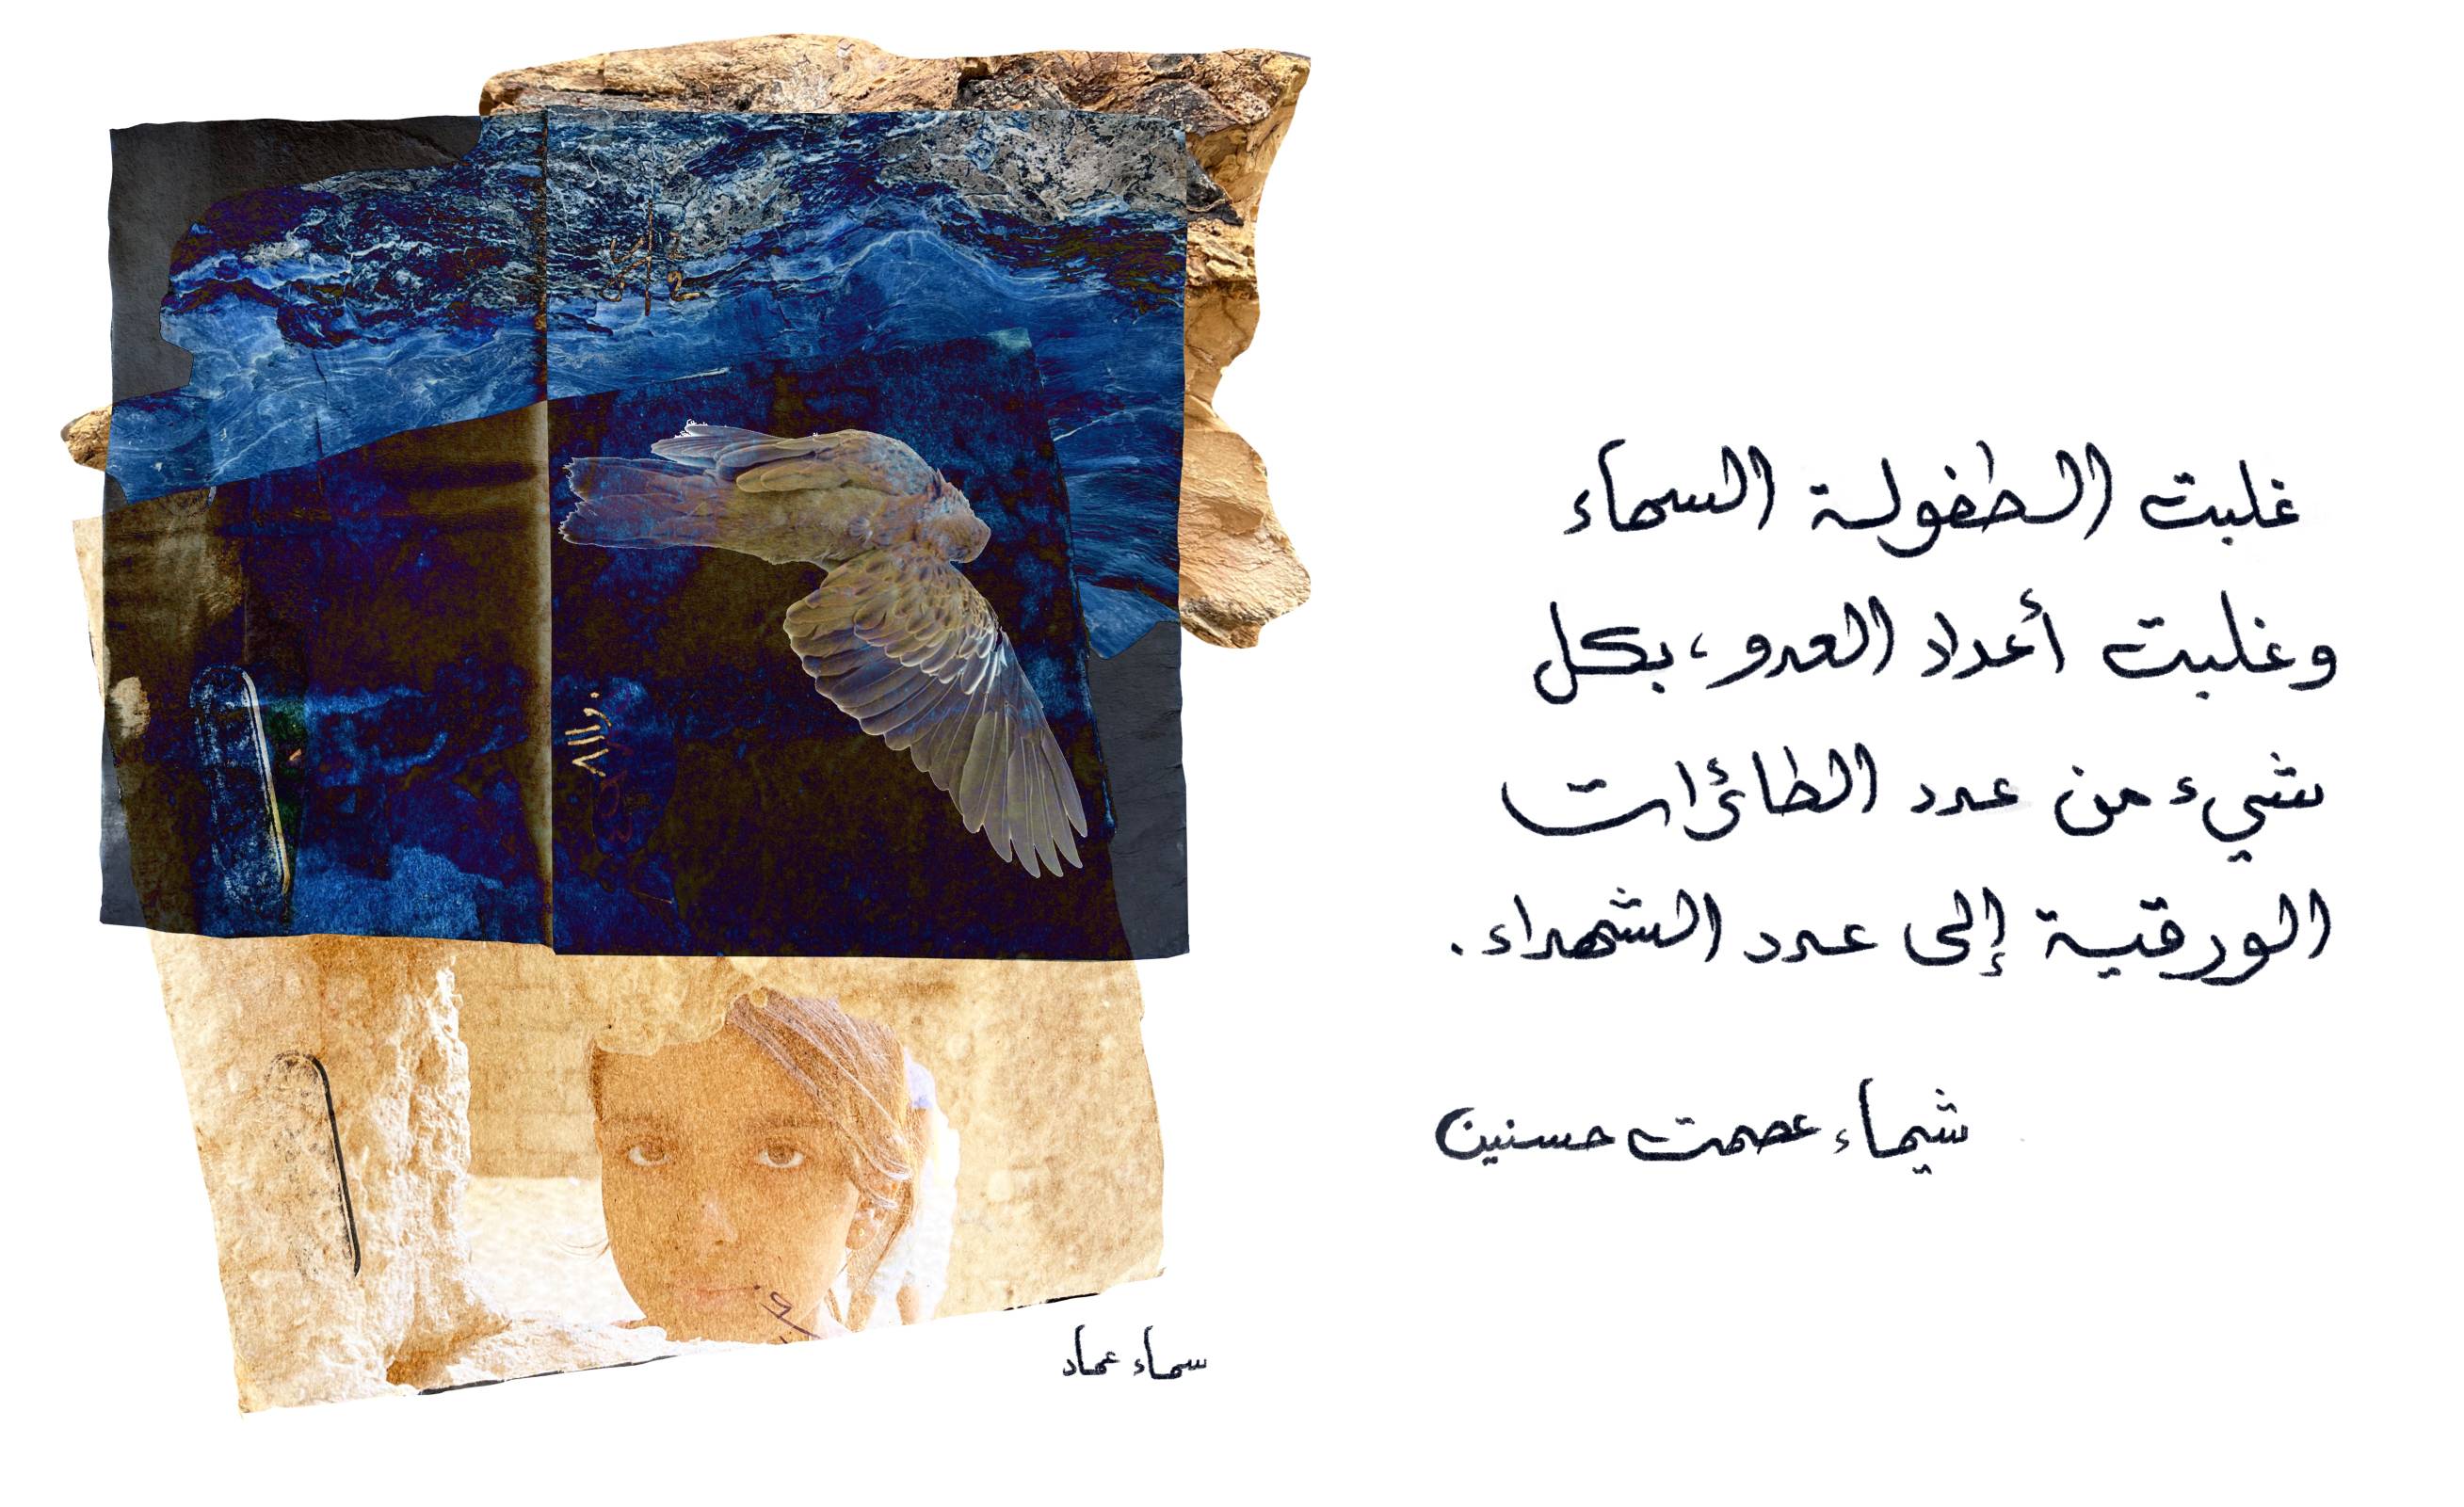 غلبت الطفولة السماء
وغلبت أعداد العدو، بكل
شيء من عدد الطائرات
الورقية إلى عدد الشهداء.
شيماء عصمت حسنين
سماء عماد